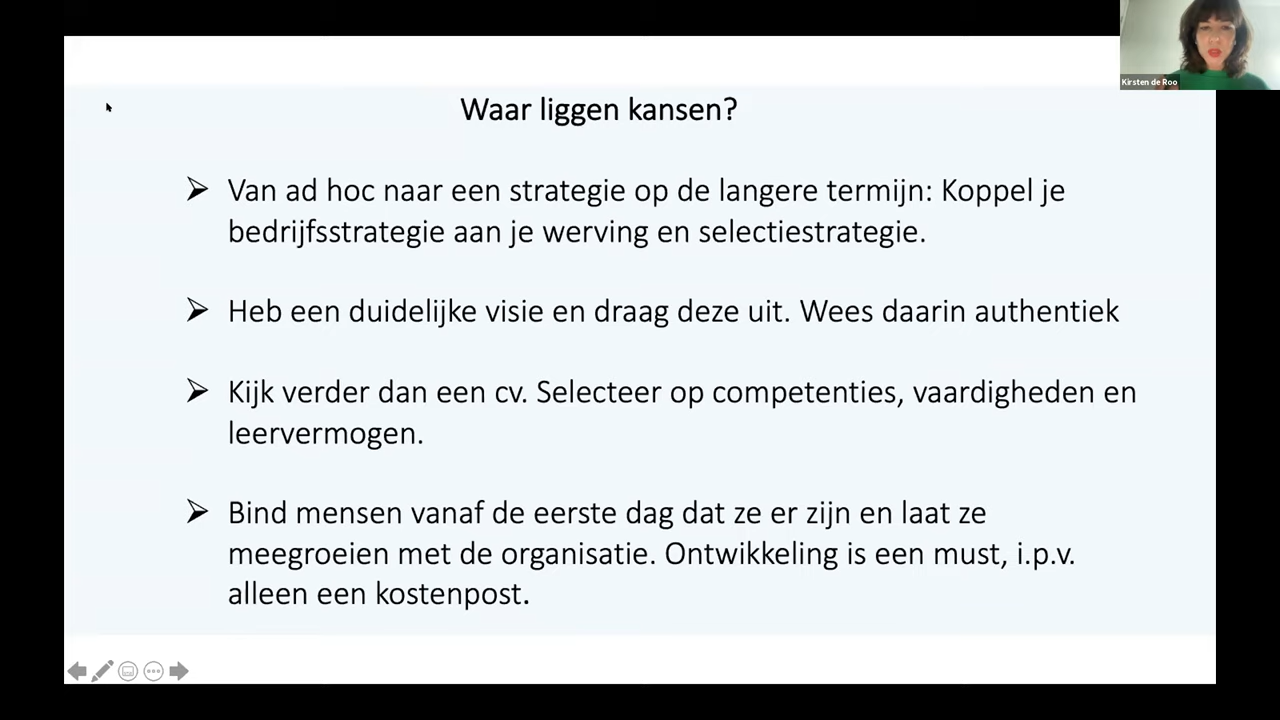 Kirsten de Roo
Waar liggen kansen?
Van ad hoc naar een strategie op de langere termijn: Koppel je
bedrijfsstrategie aan je werving en selectiestrategie.
Heb een duidelijke visie en draag deze uit. Wees daarin authentiek
Kijk verder dan een cv. Selecteer op competenties, vaardigheden en
leervermogen.
Bind mensen vanaf de eerste dag dat ze er zijn en laat ze
meegroeien met de organisatie. Ontwikkeling is een must, i.p.v.
alleen een kostenpost.